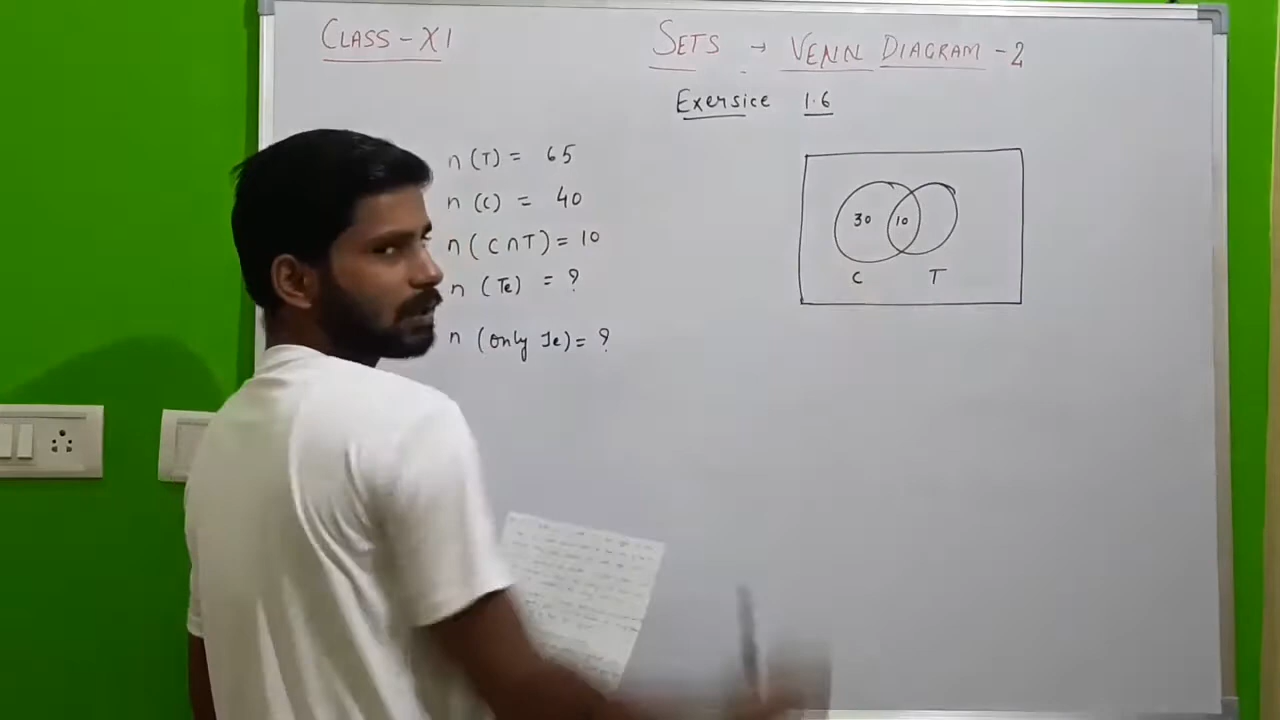 CLASS - XI
SETS → VENN DIAGRAM - 2
Exersice 1.6
n (T) = 65
n (C) = 40
n ( C ∩ T) = 10
n (Te) = ?
n (only Te) = ?
30 10
C T